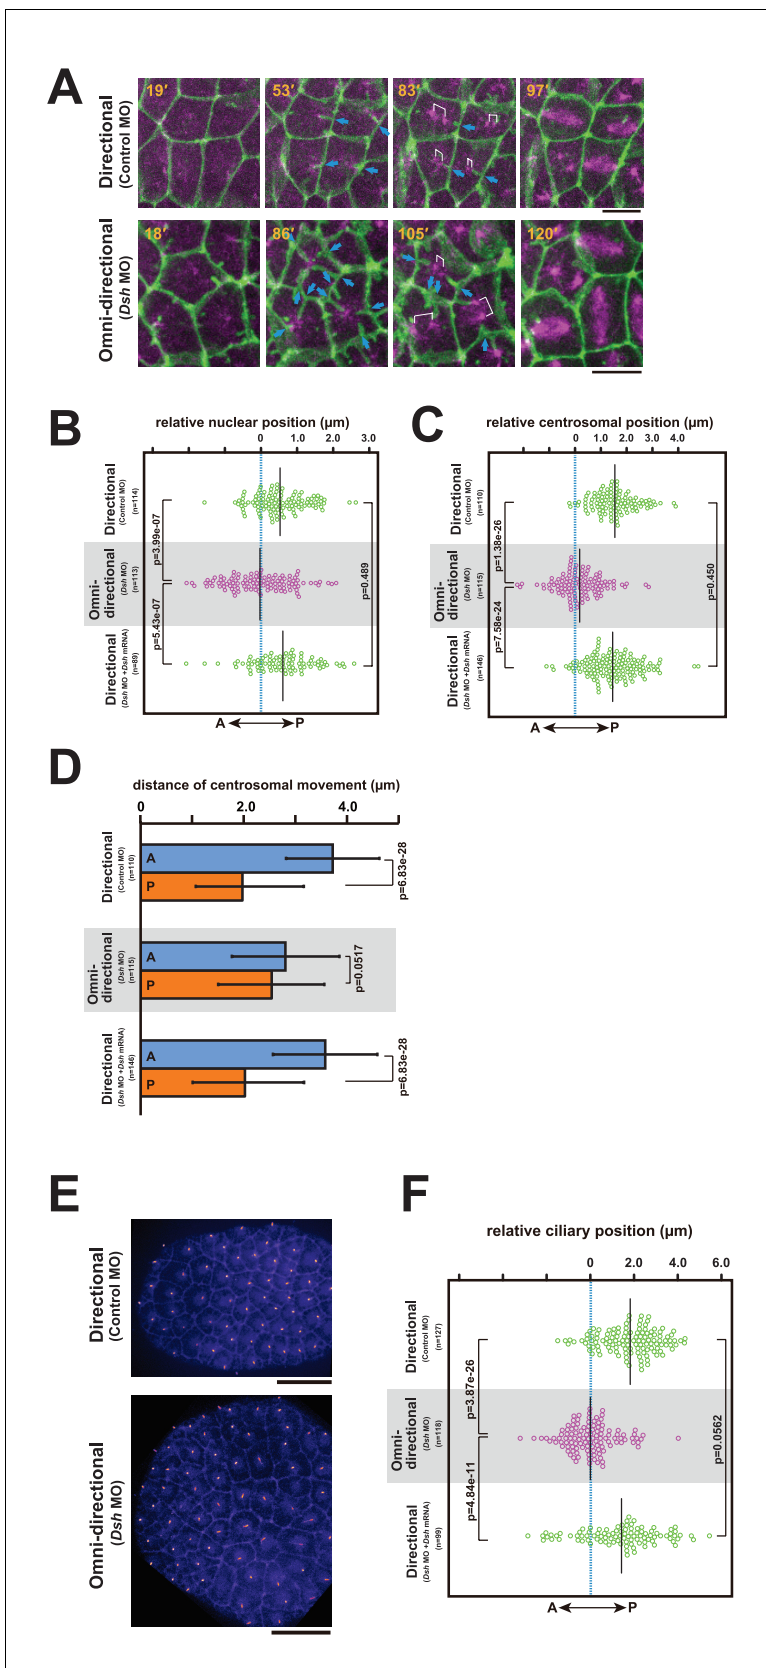 A
Directional
(Control MO)
19′
53′
83′
97′
Omni-directional
(Dsh MO)
18′
86′
105′
120′
B
relative nuclear position (μm)
0
1.0
2.0
3.0
Directional
(Control MO)
(n=114)
Omni-
directional
(Dsh MO)
(n=113)
Directional
(Dsh MO +Dsh mRNA)
(n=89)
p=3.99e-07
p=5.43e-07
p=0.489
A
P
C
relative centrosomal position (μm)
0
1.0
2.0
3.0
4.0
Directional
(Control MO)
(n=110)
Omni-
directional
(Dsh MO)
(n=115)
Directional
(Dsh MO +Dsh mRNA)
(n=146)
p=1.38e-26
p=7.58e-24
p=0.450
A
P
D
distance of centrosomal movement (μm)
0
2.0
4.0
Directional
(Control MO)
(n=110)
A
P
p=6.83e-28
Omni-
directional
(Dsh MO)
(n=115)
A
P
p=0.0517
Directional
(Dsh MO +Dsh mRNA)
(n=146)
A
P
p=6.83e-28
E
Directional
(Control MO)
Omni-directional
(Dsh MO)
F
relative ciliary position (μm)
0
2.0
4.0
6.0
Directional
(Control MO)
(n=127)
Omni-
directional
(Dsh MO)
(n=118)
Directional
(Dsh MO +Dsh mRNA)
(n=99)
p=3.87e-26
p=4.84e-11
p=0.0562
A
P